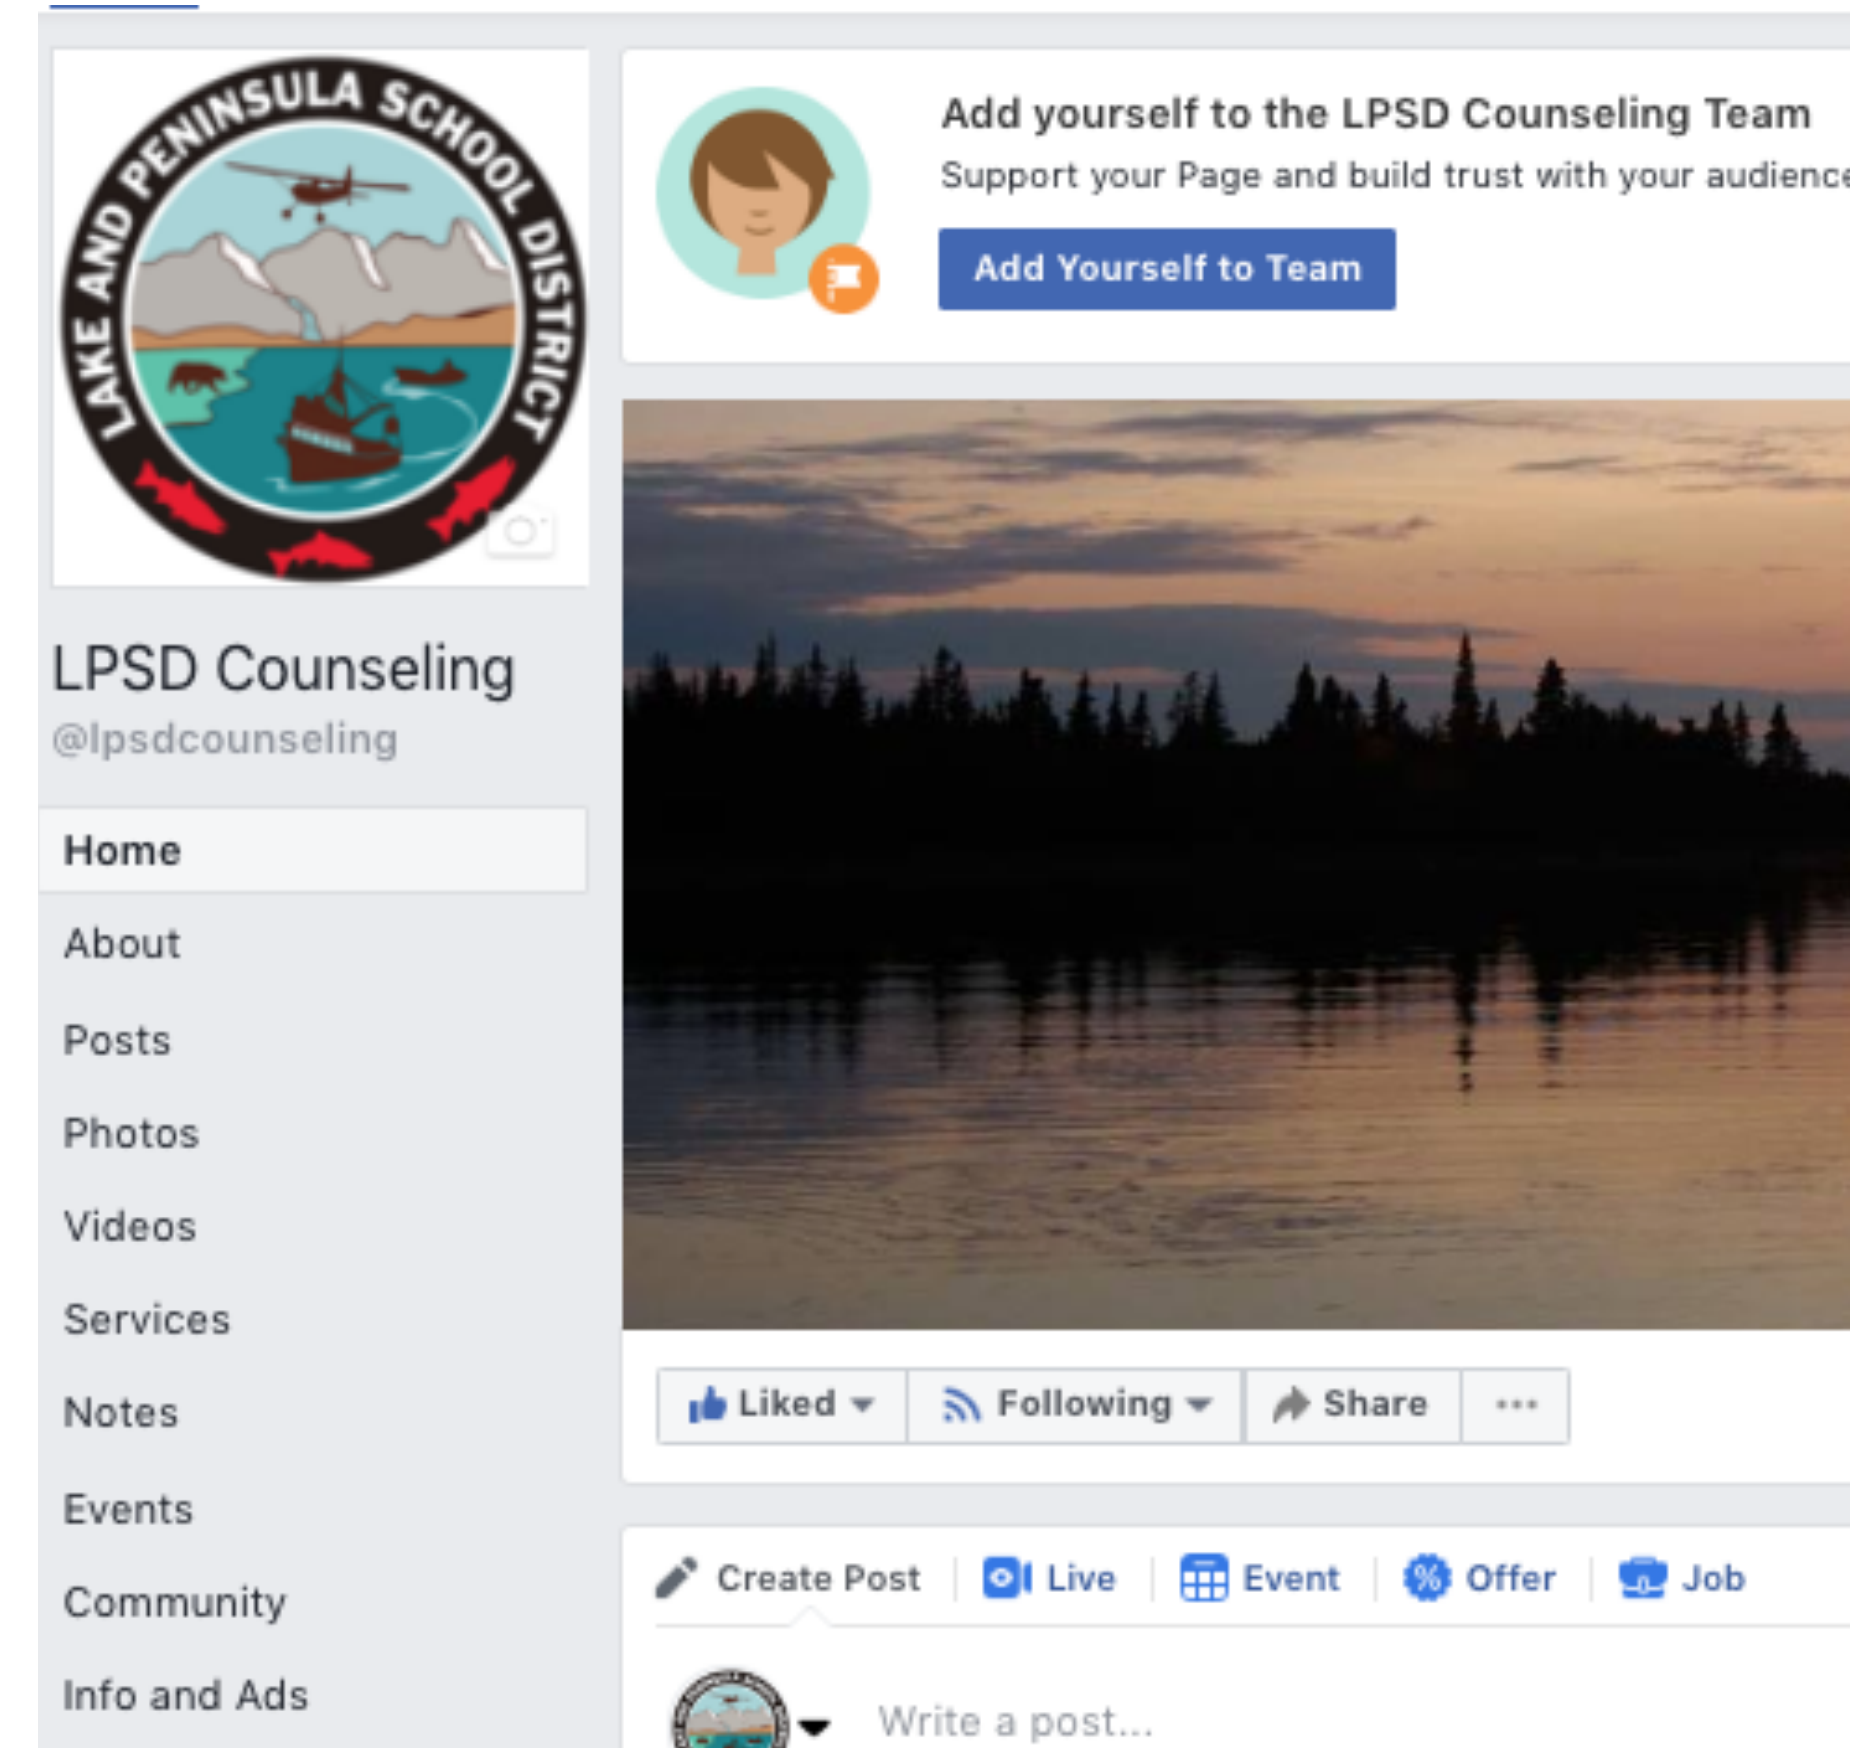 LAKE AND PENINSULA SCHOOL DISTRICT
LPSD Counseling
@lpsdcounseling
Home
About
Posts
Photos
Videos
Services
Notes
Events
Community
Info and Ads
Add yourself to the LPSD Counseling Team
Support your Page and build trust with your audience
Add Yourself to Team
Liked
Following
Share
...
Create Post
Live
Event
% Offer
Job
Write a post...